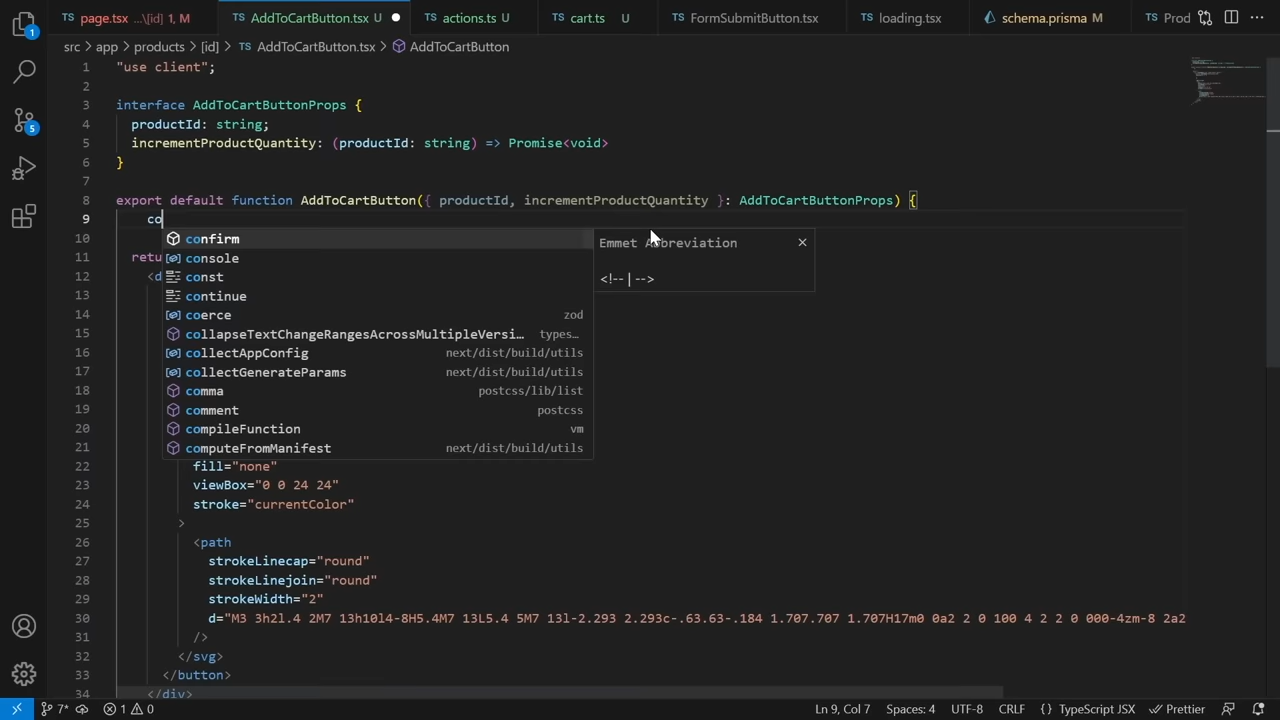 page.tsx ...\[id] 1, M
TS AddToCartButton.tsx U
TS actions.ts U
TS cart.ts U
FormSubmitButton.tsx
loading.tsx
schema.prisma M
TS Prod
src > app > products > [id] > TS AddToCartButton.tsx > AddToCartButton
1 "use client";
2
3 interface AddToCartButtonProps {
4 productId: string;
5 incrementProductQuantity: (productId: string) => Promise<void>
6 }
7
8 export default function AddToCartButton({ productId, incrementProductQuantity }: AddToCartButtonProps) {
9 co
10 confirm
Emmet Abbreviation
console
11 retu
12 <d
const
<!-- | -->
13 continue
14 coerce zod
15 collapseTextChangeRangesAcrossMultipleVersi... types...
16 collectAppConfig next/dist/build/utils
17 collectGenerateParams next/dist/build/utils
18 comma postcss/lib/list
19 comment postcss
20 compileFunction vm
21 computeFromManifest next/dist/build/utils
22 fill="none"
23 viewBox="0 0 24 24"
24 stroke="currentColor"
25 >
26 <path
27 strokeLinecap="round"
28 strokeLinejoin="round"
29 strokeWidth="2"
30 d="M3 3h2l.4 2M7 13h10l4-8H5.4M7 13L5.4 5M7 13l-2.293 2.293c-.63.63-.184 1.707.707 1.707H17m0 0a2 2 0 100 4 2 2 0 000-4zm-8 2a2
31 />
32 </svg>
33 </button>
34 </div>
1
5
7* 1 0
Ln 9, Col 7 Spaces: 4 UTF-8 CRLF {} TypeScript JSX Prettier